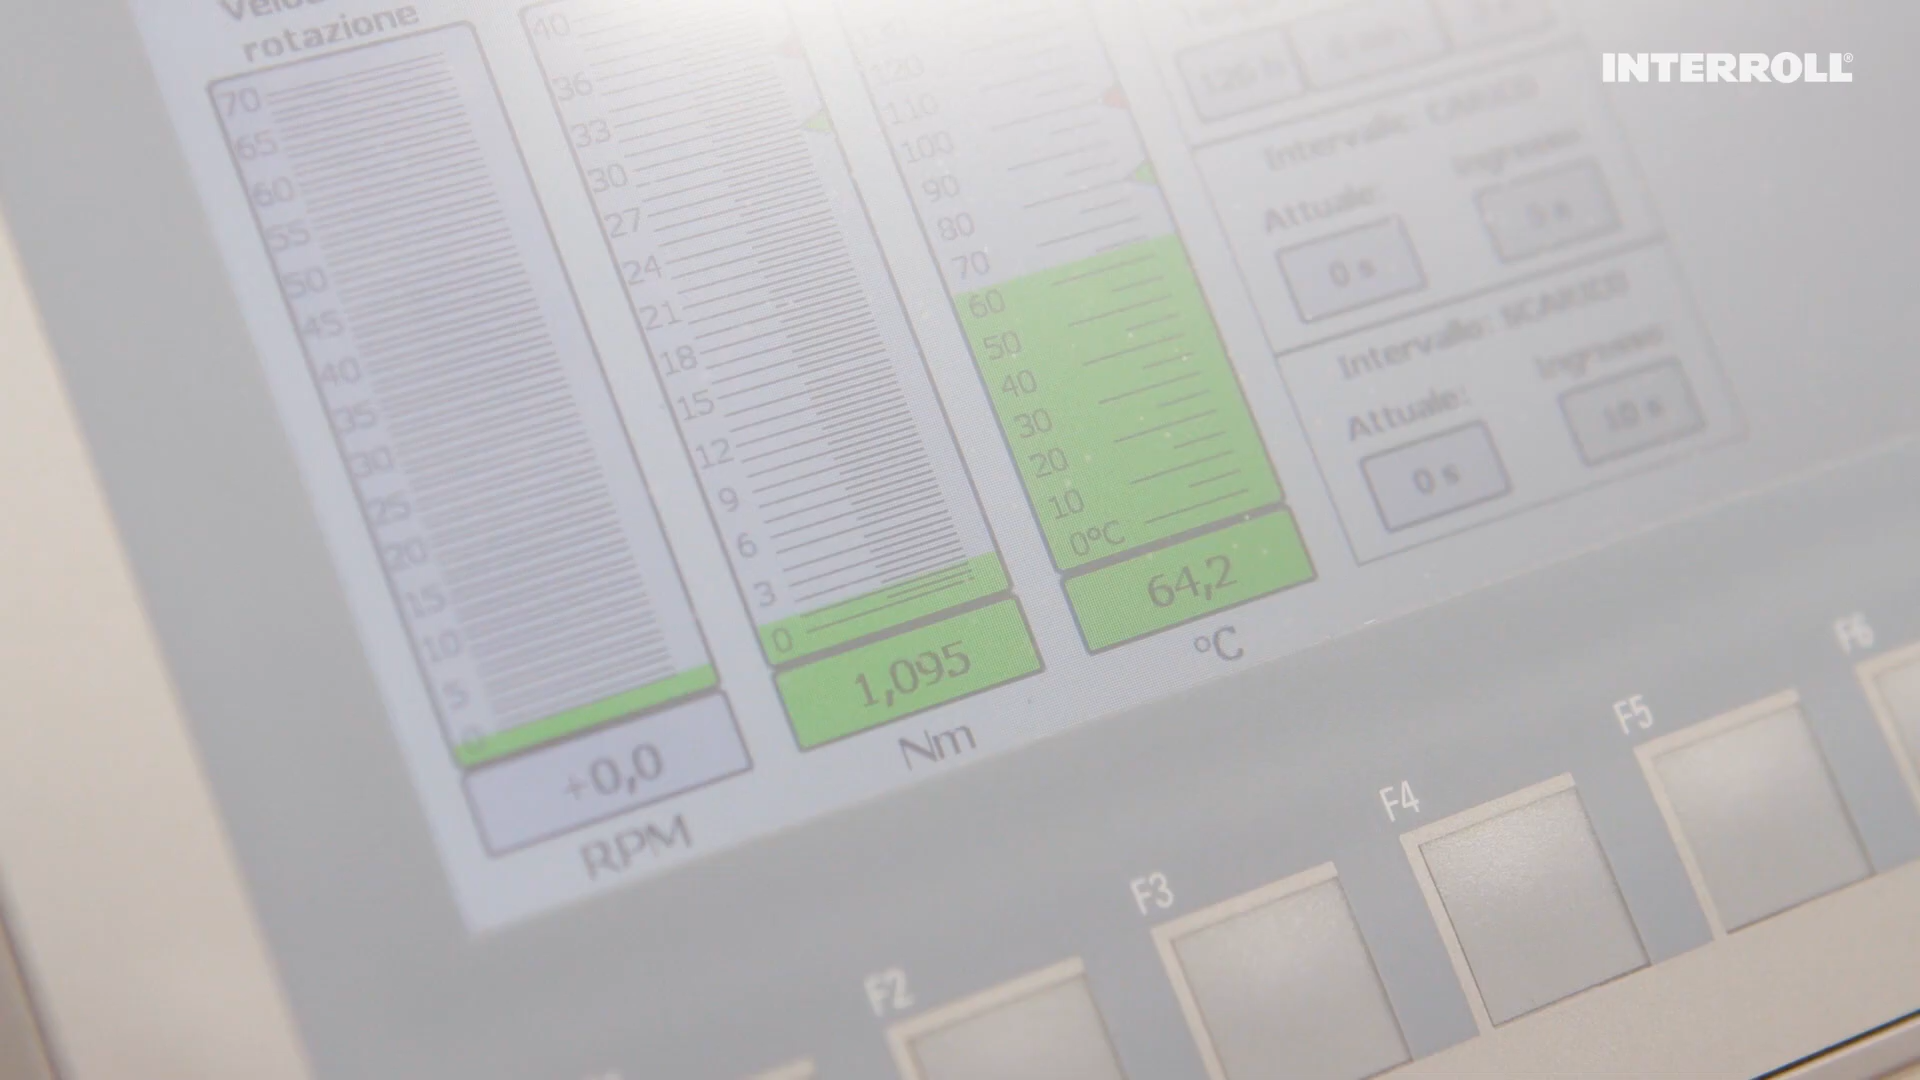 INTERROLL®
rotazione
70
65
60
55
50
45
40
35
30
25
20
15
10
5
0
+0,0
RPM
40
36
33
30
27
24
21
18
15
12
9
6
3
0
1,095
Nm
120
110
100
90
80
70
60
50
40
30
20
10
0°C
64,2
°C
Intervallo: CARICO
Attuale: Ingresso
0 s
Intervallo: SCARICO
Attuale: Ingresso
0 s 10 s
F2
F3
F4
F5
F6